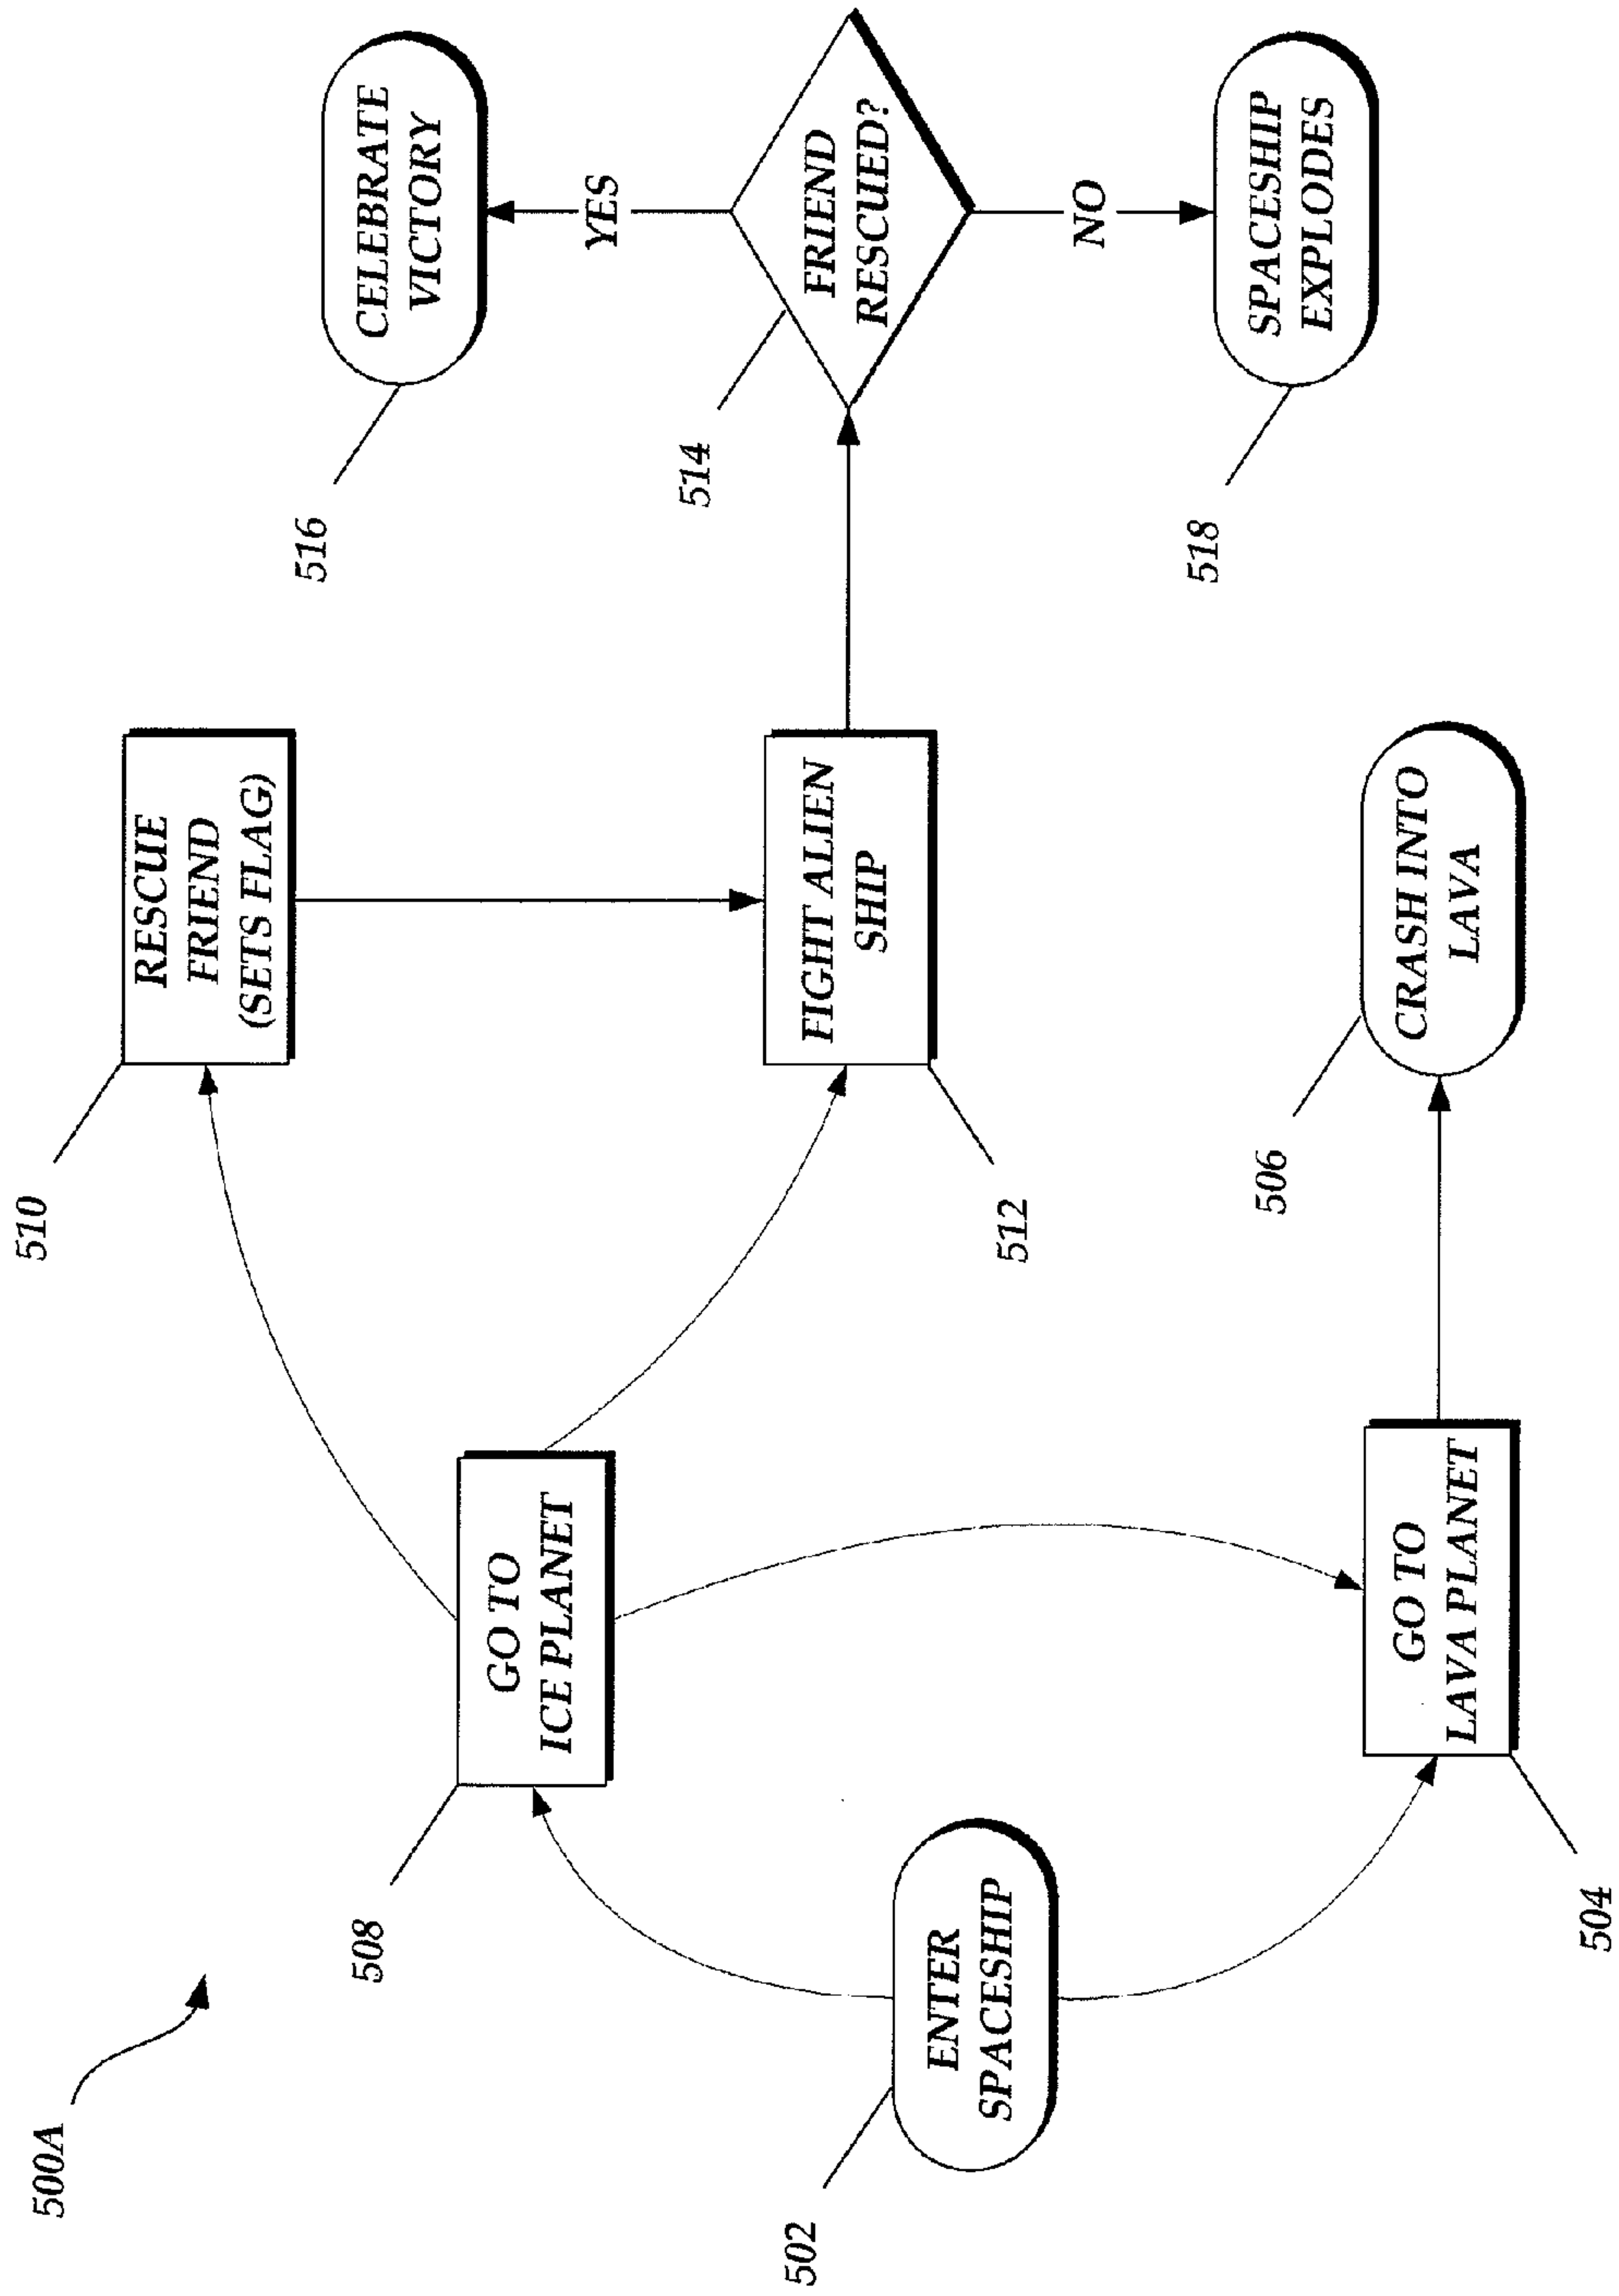 500A
502
ENTER
SPACESHIP
508
GO TO
ICE PLANET
504
GO TO
LAVA PLANET
510
RESCUE
FRIEND
(SETS FLAG)
512
FIGHT ALIEN
SHIP
506
CRASH INTO
LAVA
514
FRIEND
RESCUED?
YES
NO
516
CELEBRATE
VICTORY
518
SPACESHIP
EXPLODES